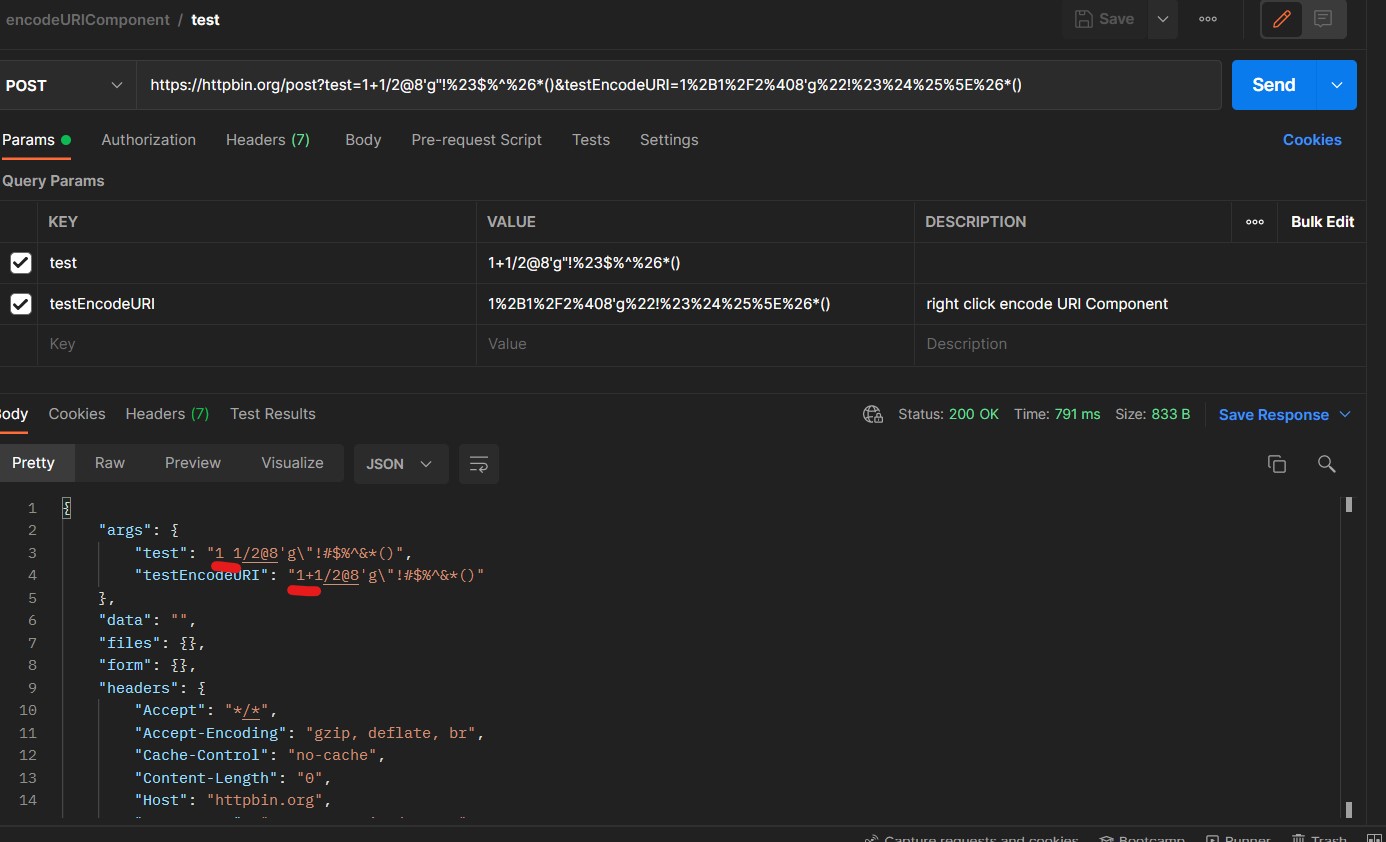 encodeURIComponent / test
Save
POST
https://httpbin.org/post?test=1+1/2@8'g"!%23$%^%26*()&testEncodeURI=1%2B1%2F2%408'g%22!%23%24%25%5E%26*()
Send
Params Authorization Headers (7) Body Pre-request Script Tests Settings Cookies
Query Params
KEY VALUE DESCRIPTION Bulk Edit
test 1+1/2@8'g"!%23$%^%26*()
testEncodeURI 1%2B1%2F2%408'g%22!%23%24%25%5E%26*() right click encode URI Component
Key Value Description
ody Cookies Headers (7) Test Results Status: 200 OK Time: 791 ms Size: 833 B Save Response
Pretty Raw Preview Visualize JSON
1 {
2 "args": {
3 "test": "1 1/2@8'g\"!#$%^&*()",
4 "testEncodeURI": "1+1/2@8'g\"!#$%^&*()"
5 },
6 "data": "",
7 "files": {},
8 "form": {},
9 "headers": {
10 "Accept": "*/*",
11 "Accept-Encoding": "gzip, deflate, br",
12 "Cache-Control": "no-cache",
13 "Content-Length": "0",
14 "Host": "httpbin.org",
Capture requests and cookies Bootcamp Runner Trash